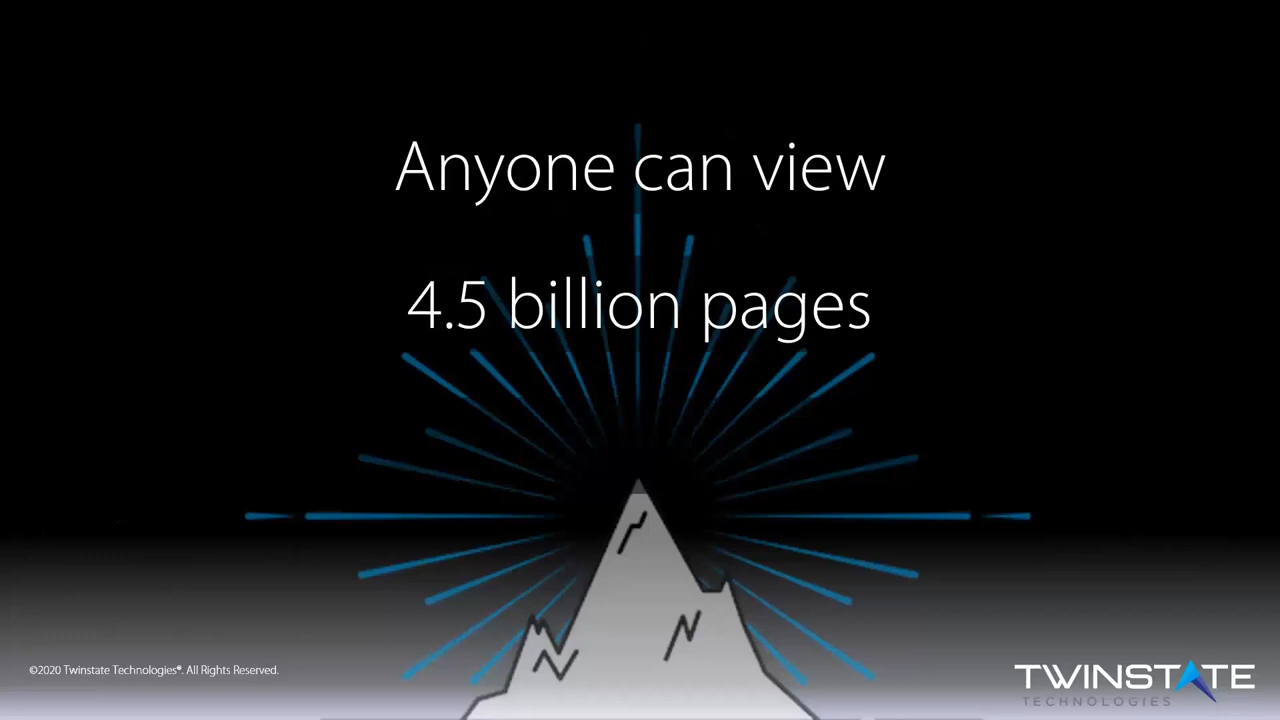 Anyone can view
4.5 billion pages
©2020 Twinstate Technologies®. All Rights Reserved.
TWINSTATE
TECHNOLOGIES